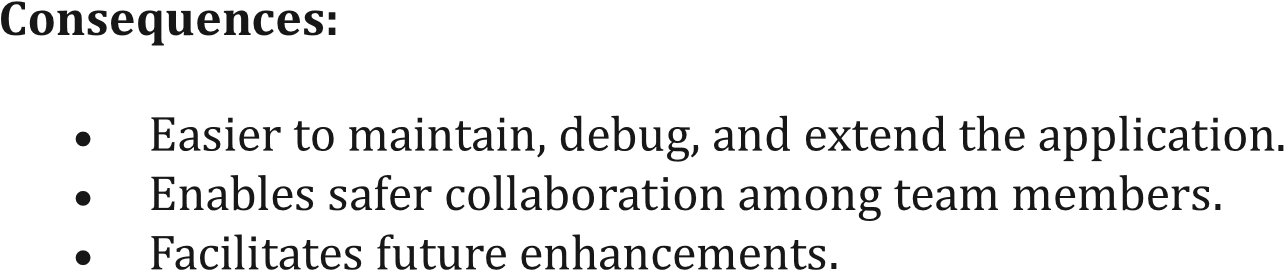 Consequences:
• Easier to maintain, debug, and extend the application.
• Enables safer collaboration among team members.
• Facilitates future enhancements.